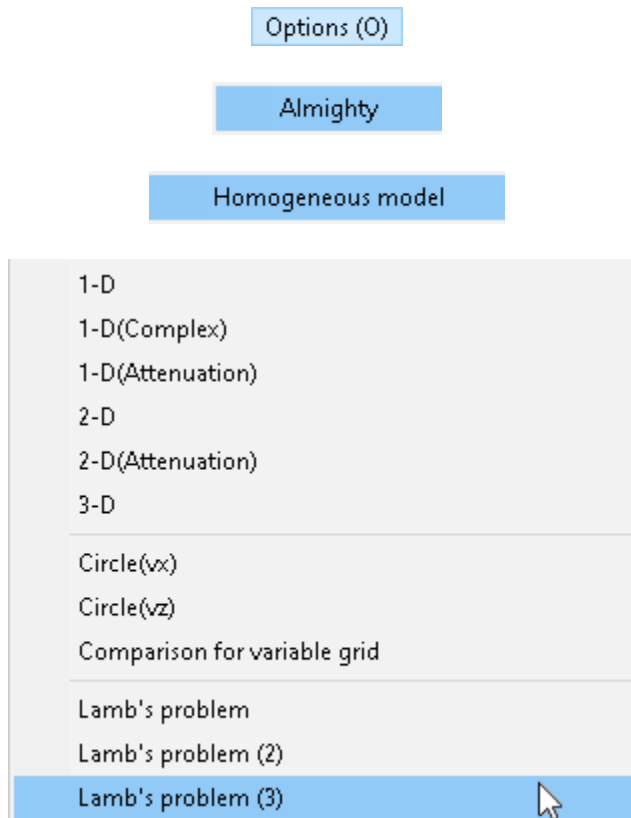 Options (O)
Almighty
Homogeneous model
1-D
1-D(Complex)
1-D(Attenuation)
2-D
2-D(Attenuation)
3-D
Circle(vx)
Circle(vz)
Comparison for variable grid
Lamb's problem
Lamb's problem (2)
Lamb's problem (3)